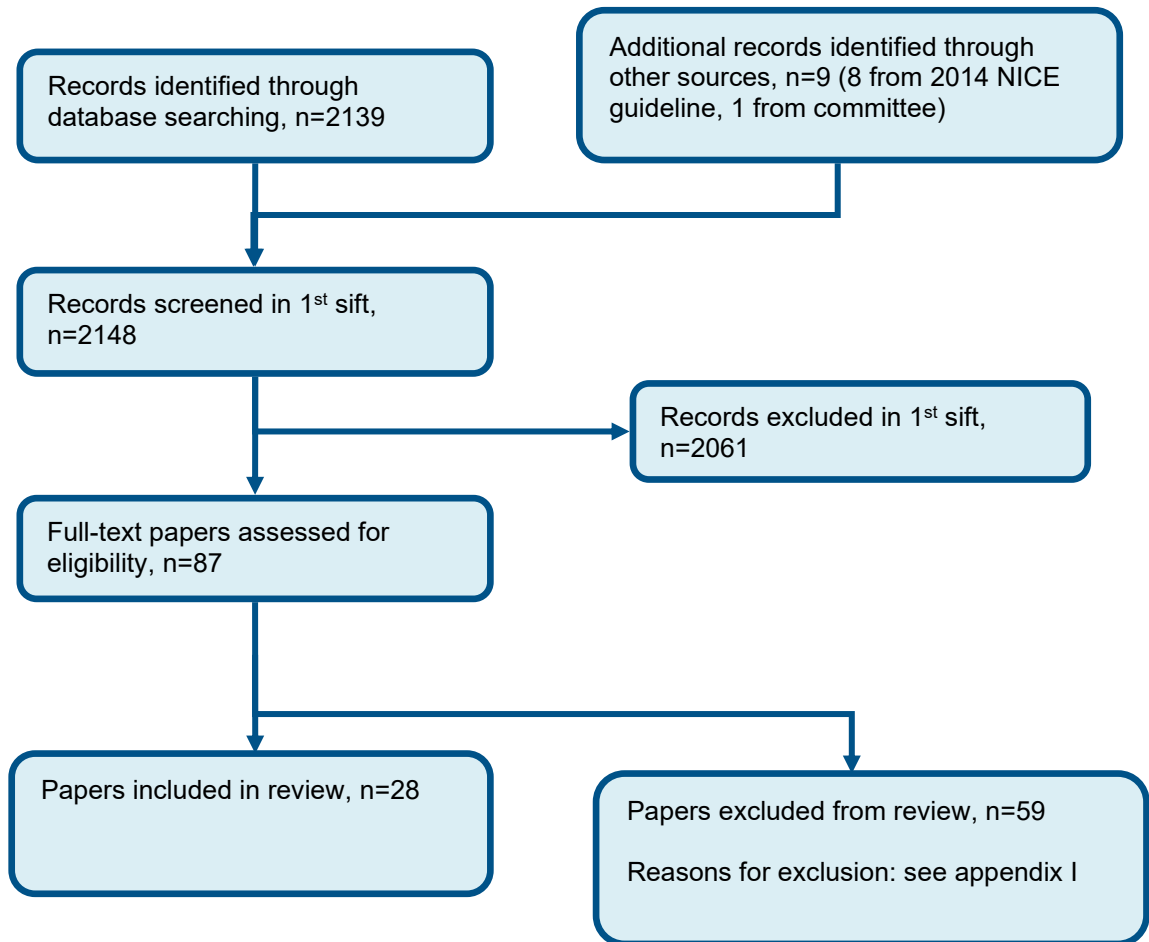 Records identified through
database searching, n=2139
Additional records identified through
other sources, n=9 (8 from 2014 NICE
guideline, 1 from committee)
Records screened in 1st sift,
n=2148
Records excluded in 1st sift,
n=2061
Full-text papers assessed for
eligibility, n=87
Papers included in review, n=28
Papers excluded from review, n=59
Reasons for exclusion: see appendix I